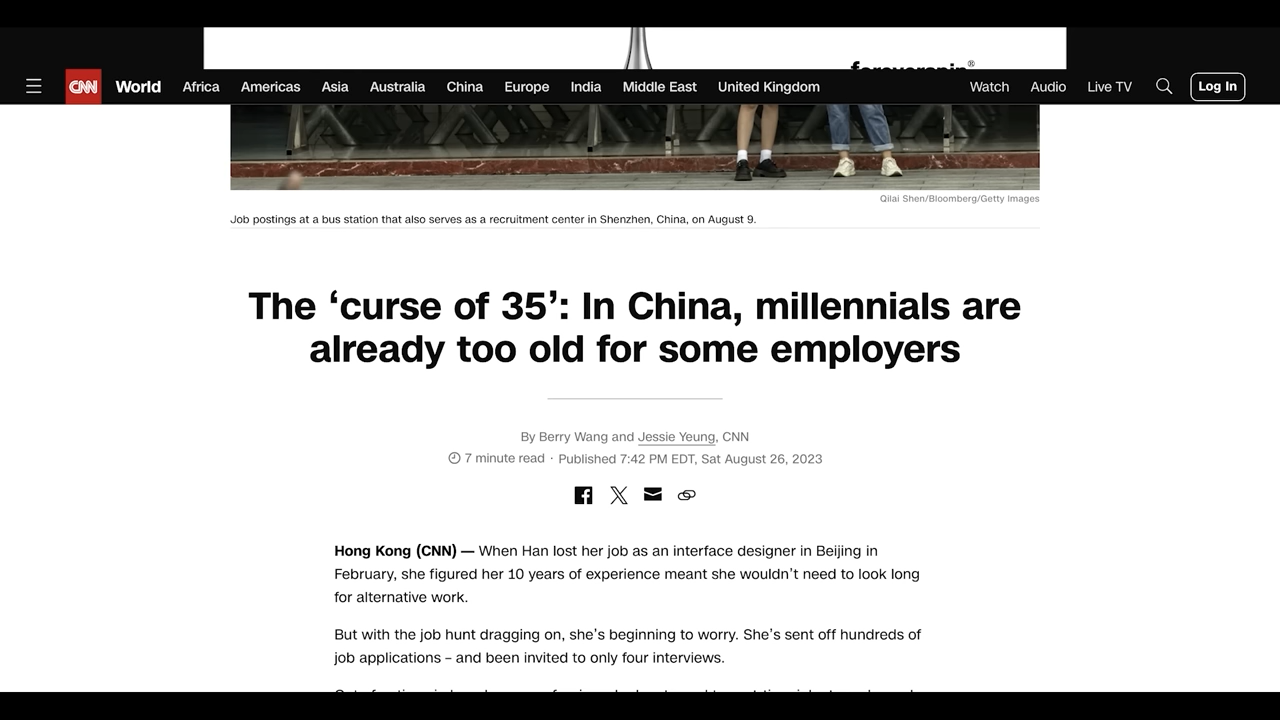 CNN World Africa Americas Asia Australia China Europe India Middle East United Kingdom Watch Audio Live TV Log In
Qilai Shen/Bloomberg/Getty Images
Job postings at a bus station that also serves as a recruitment center in Shenzhen, China, on August 9.
The ‘curse of 35’: In China, millennials are
already too old for some employers
By Berry Wang and Jessie Yeung, CNN
7 minute read · Published 7:42 PM EDT, Sat August 26, 2023
Hong Kong (CNN) — When Han lost her job as an interface designer in Beijing in
February, she figured her 10 years of experience meant she wouldn’t need to look long
for alternative work.
But with the job hunt dragging on, she’s beginning to worry. She’s sent off hundreds of
job applications – and been invited to only four interviews.